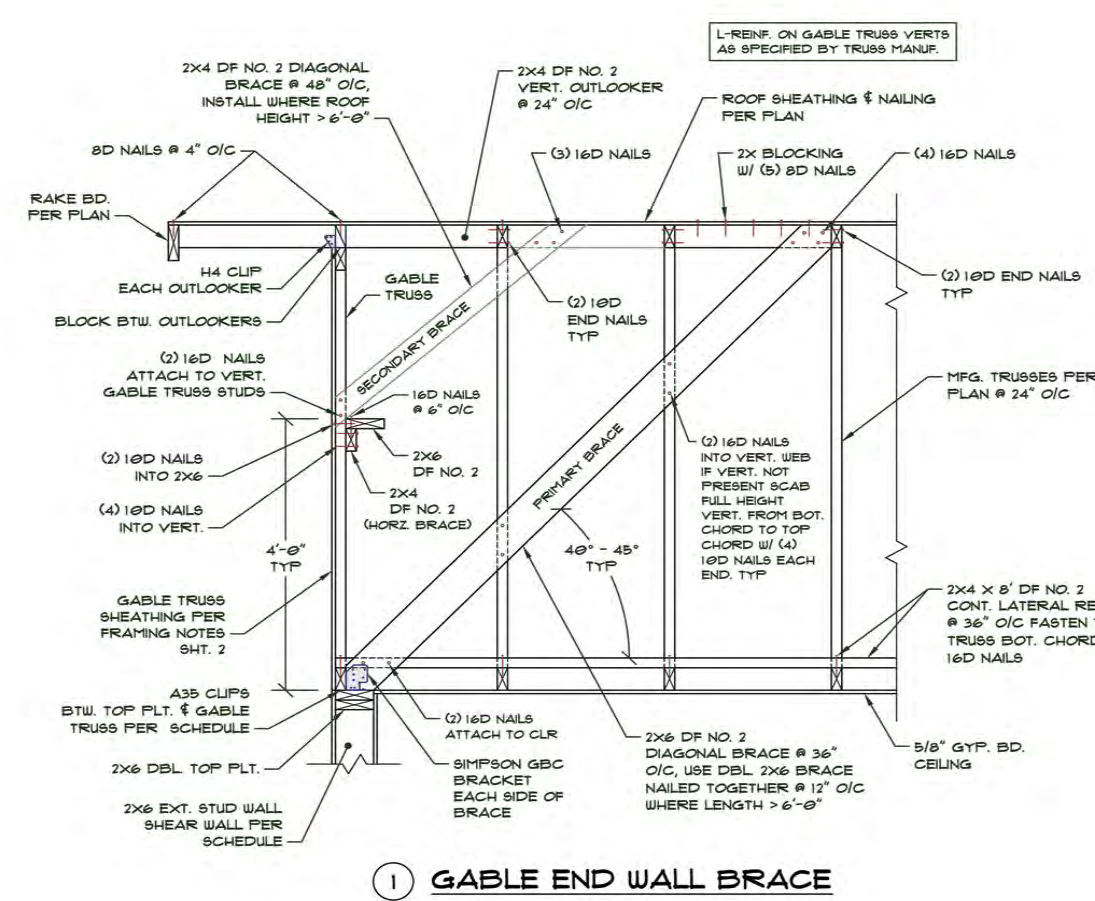 L-REINF. ON GABLE TRUSS VERTS
AS SPECIFIED BY TRUSS MANUF.
2X4 DF NO. 2 DIAGONAL
BRACE @ 48" O/C,
INSTALL WHERE ROOF
HEIGHT > 6'-0"
2X4 DF NO. 2
VERT. OUTLOOKER
@ 24" O/C
ROOF SHEATHING & NAILING
PER PLAN
8D NAILS @ 4" O/C
(3) 16D NAILS
2X BLOCKING
W/ (5) 8D NAILS
(4) 16D NAILS
RAKE BD.
PER PLAN
H4 CLIP
EACH OUTLOOKER
GABLE
TRUSS
(2) 10D
END NAILS
TYP
(2) 10D END NAILS
TYP
BLOCK BTW. OUTLOOKERS
SECONDARY BRACE
(2) 16D NAILS
ATTACH TO VERT.
GABLE TRUSS STUDS
16D NAILS
@ 6" O/C
MFG. TRUSSES PER
PLAN @ 24" O/C
(2) 10D NAILS
INTO 2X6
2X6
DF NO. 2
PRIMARY BRACE
(2) 16D NAILS
INTO VERT. WEB
IF VERT. NOT
PRESENT SCAB
FULL HEIGHT
VERT. FROM BOT.
CHORD TO TOP
CHORD W/ (4)
10D NAILS EACH
END. TYP
(4) 10D NAILS
INTO VERT.
2X4
DF NO. 2
(HORZ. BRACE)
4'-0"
TYP
40° - 45°
TYP
GABLE TRUSS
SHEATHING PER
FRAMING NOTES
SHT. 2
2X4 X 8' DF NO. 2
CONT. LATERAL RE
@ 36" O/C FASTEN T
TRUSS BOT. CHORD
16D NAILS
A35 CLIPS
BTW. TOP PLT. & GABLE
TRUSS PER SCHEDULE
(2) 16D NAILS
ATTACH TO CLR
2X6 DF NO. 2
DIAGONAL BRACE @ 36"
O/C, USE DBL 2X6 BRACE
NAILED TOGETHER @ 12" O/C
WHERE LENGTH > 6'-0"
5/8" GYP. BD.
CEILING
2X6 DBL TOP PLT.
SIMPSON GBC
BRACKET
EACH SIDE OF
BRACE
2X6 EXT. STUD WALL
SHEAR WALL PER
SCHEDULE
1 GABLE END WALL BRACE